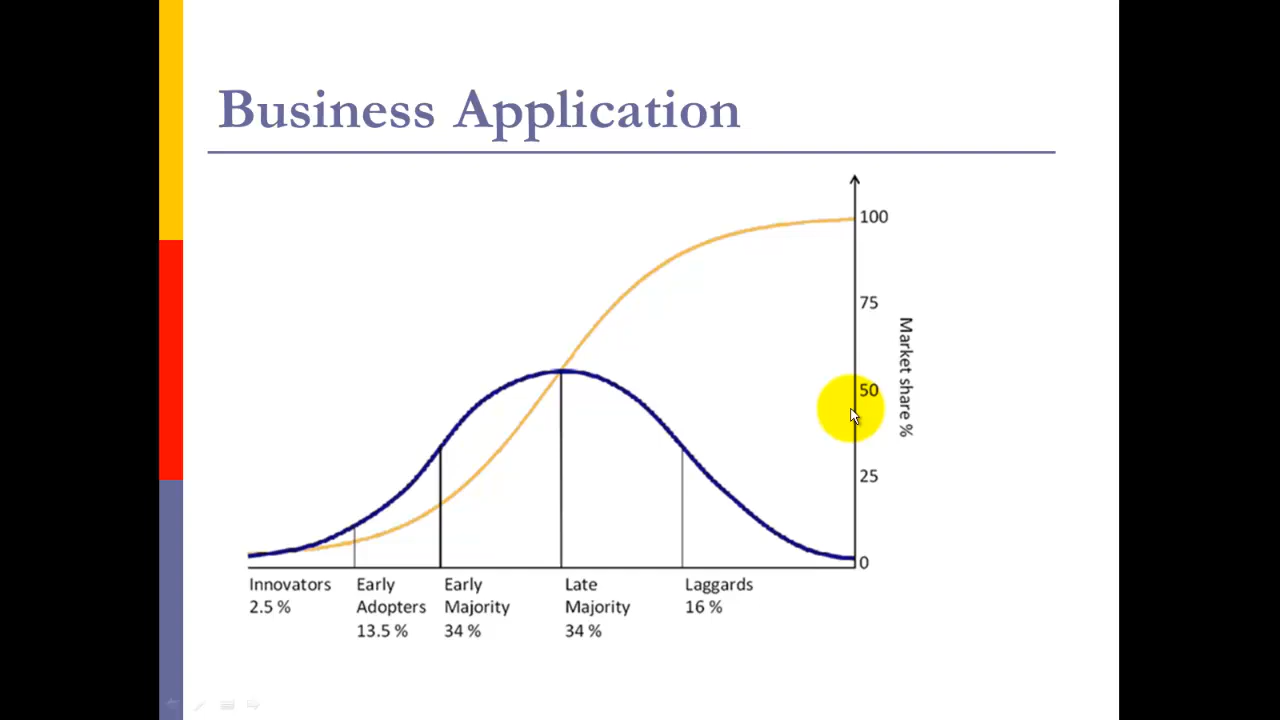 Business Application
100
75
50
25
0
Market share %
Innovators
2.5 %
Early
Adopters
13.5 %
Early
Majority
34 %
Late
Majority
34 %
Laggards
16 %